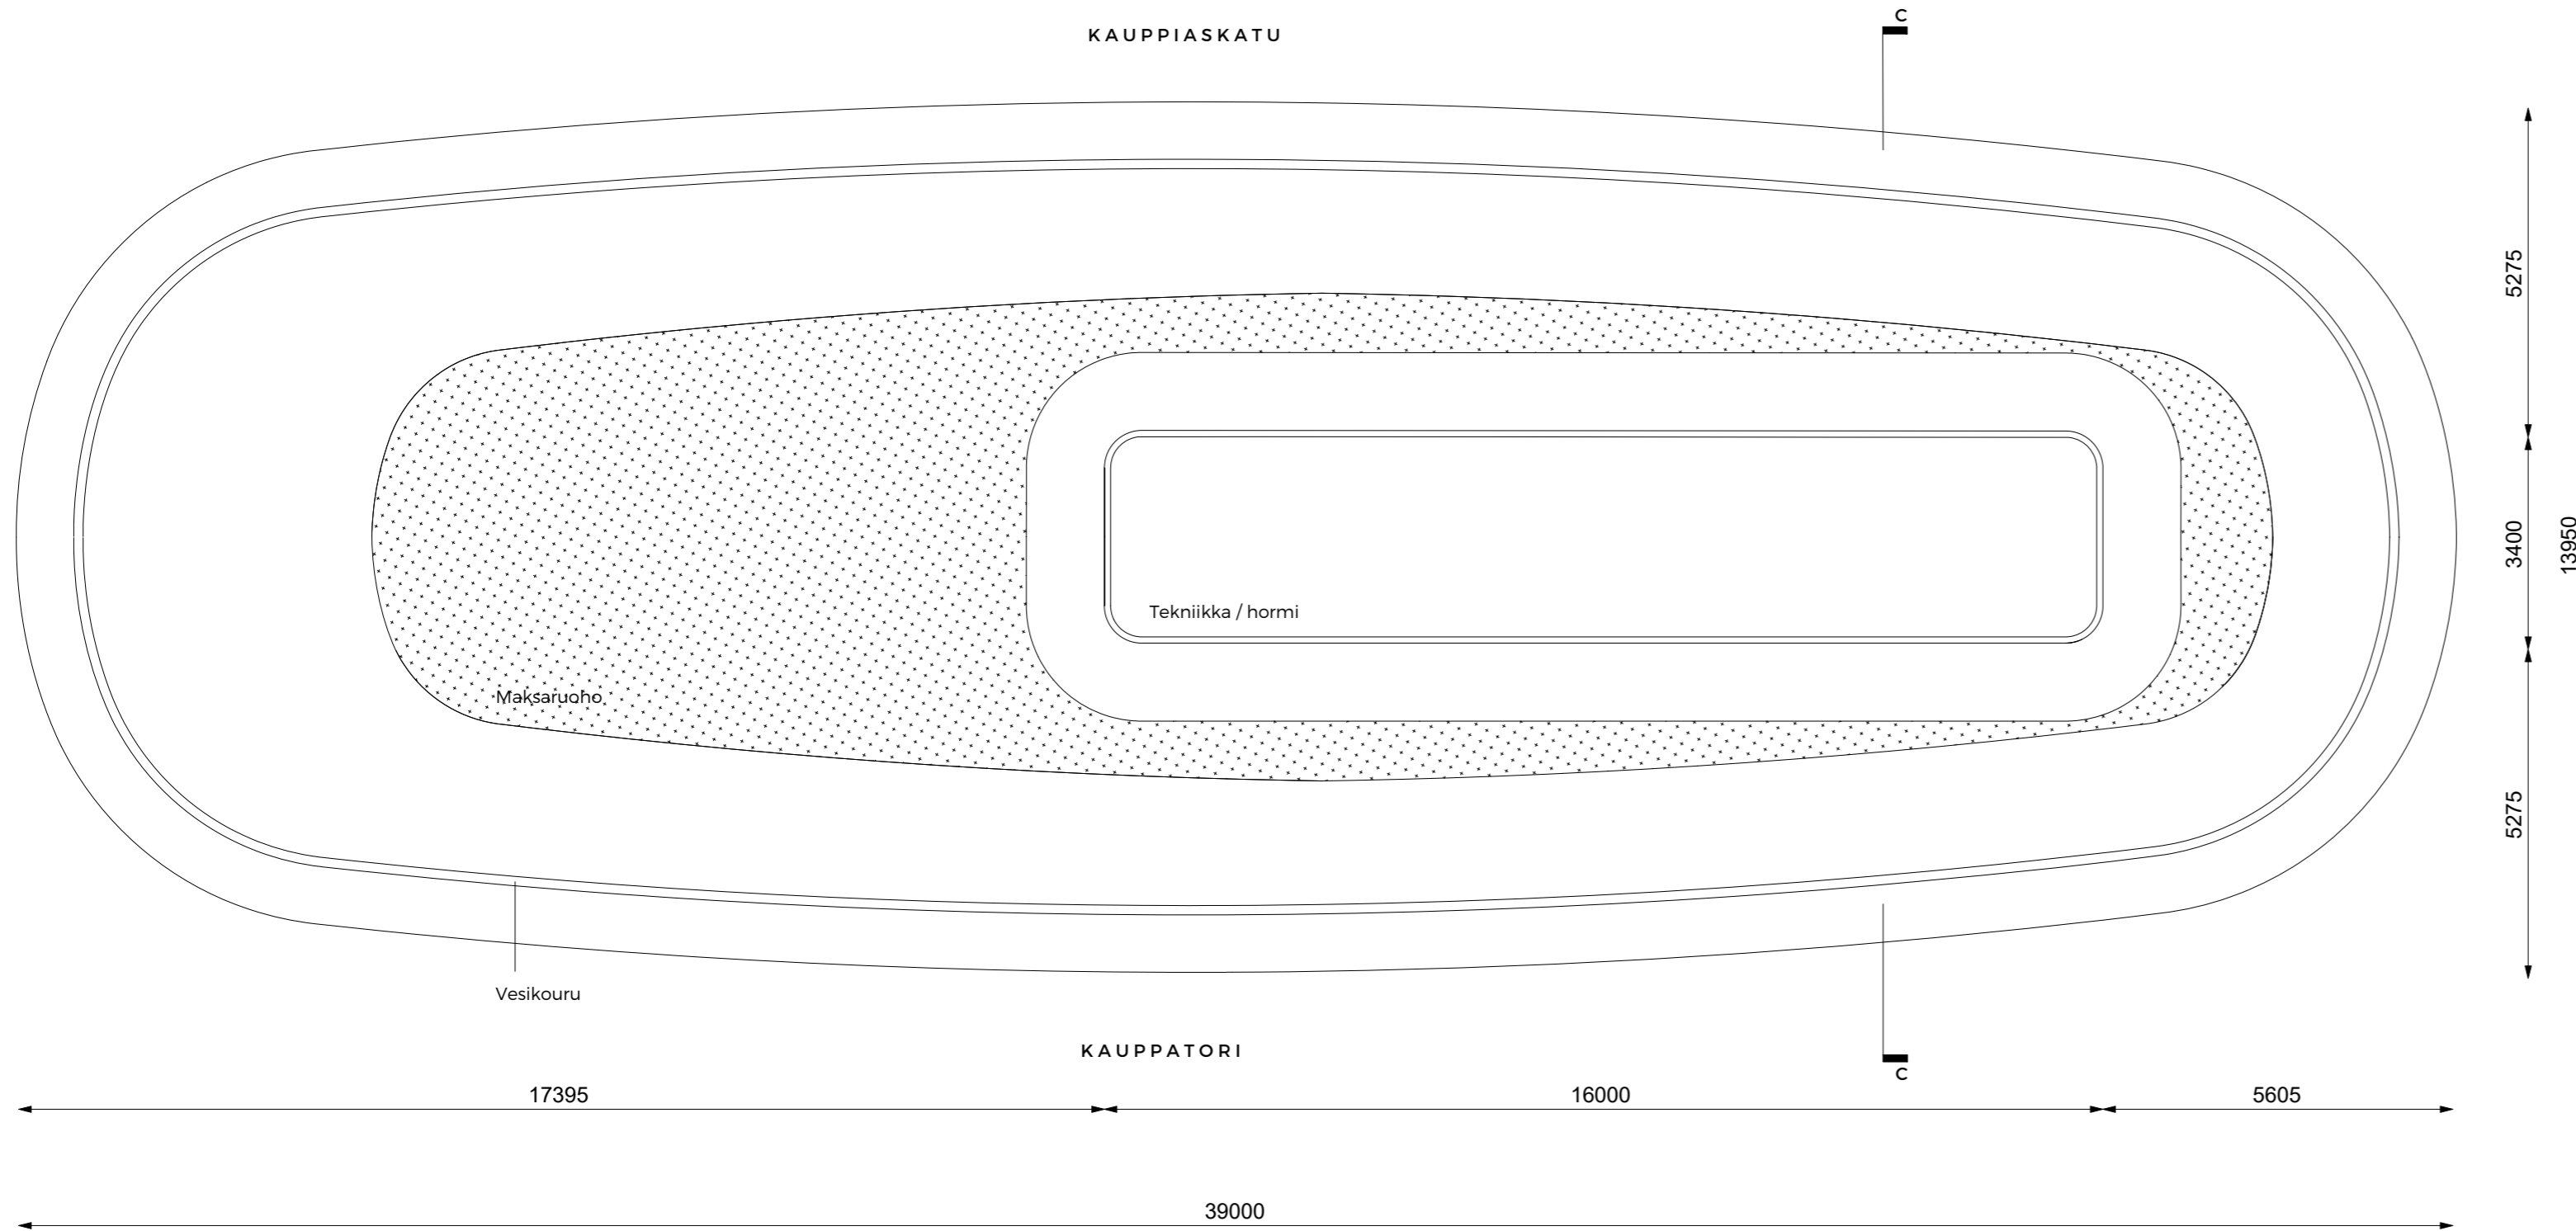 C
KAUPPIASKATU
5275
3400
13950
Tekniikka / hormi
Maksaruoho
5275
Vesikouru
KAUPPATORI
C
17395
16000
5605
39000